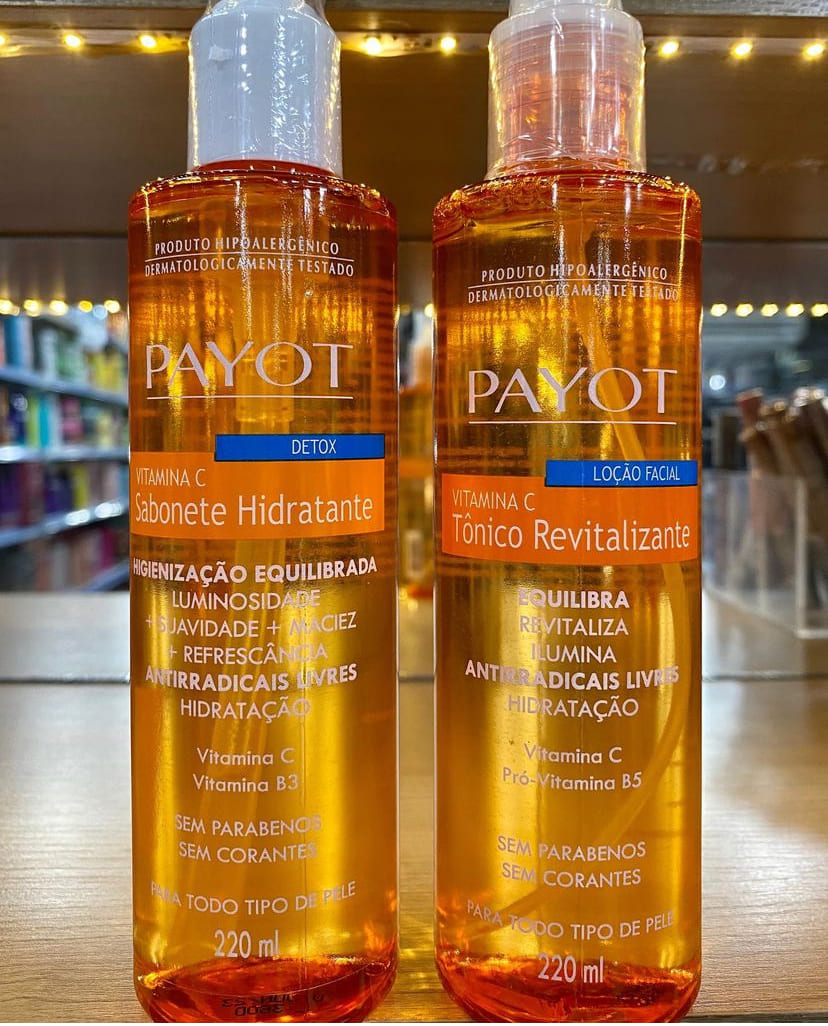 PRODUTO HIPOALERGÊNICO
DERMATOLOGICAMENTE TESTADO
PAYOT
DETOX
VITAMINA C
Sabonete Hidratante
HIGIENIZAÇÃO EQUILIBRADA
LUMINOSIDADE
+ SUAVIDADE + MACIEZ
+ REFRESCÂNCIA
ANTIRRADICAIS LIVRES
HIDRATAÇÃO
Vitamina C
Vitamina B3
SEM PARABENOS
SEM CORANTES
PARA TODO TIPO DE PELE
220 ml
PRODUTO HIPOALERGÊNICO
DERMATOLOGICAMENTE TESTADO
PAYOT
LOÇÃO FACIAL
VITAMINA C
Tônico Revitalizante
EQUILIBRA
REVITALIZA
ILUMINA
ANTIRRADICAIS LIVRES
HIDRATAÇÃO
Vitamina C
Pró-Vitamina B5
SEM PARABENOS
SEM CORANTES
PARA TODO TIPO DE PELE
220 ml